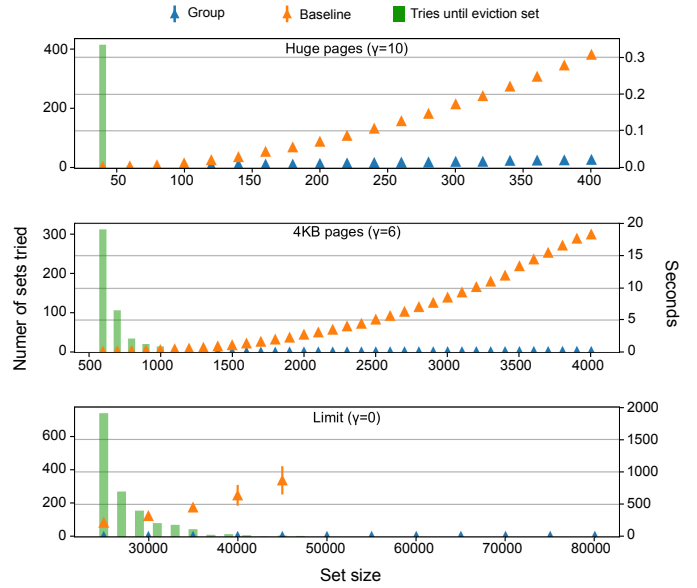 Group Baseline Tries until eviction set
Huge pages (γ=10)
400
200
0
0.3
0.2
0.1
0.0
50 100 150 200 250 300 350 400
4KB pages (γ=6)
300
200
100
0
20
15
10
5
0
500 1000 1500 2000 2500 3000 3500 4000
Limit (γ=0)
600
400
200
0
2000
1500
1000
500
0
30000 40000 50000 60000 70000 80000
Numer of sets tried
Seconds
Set size